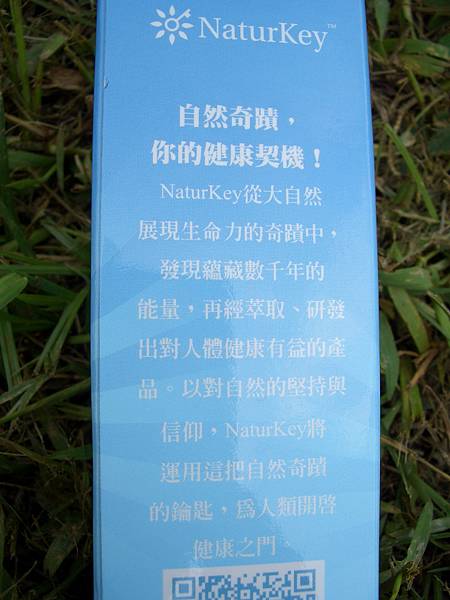 NaturKey™
自然奇蹟，
你的健康契機！
NaturKey從大自然
展現生命力的奇蹟中，
發現蘊藏數千年的
能量，再經萃取、研發
出對人體健康有益的產
品。以對自然的堅持與
信仰，NaturKey將
運用這把自然奇蹟
的鑰匙，爲人類開啓
健康之門。